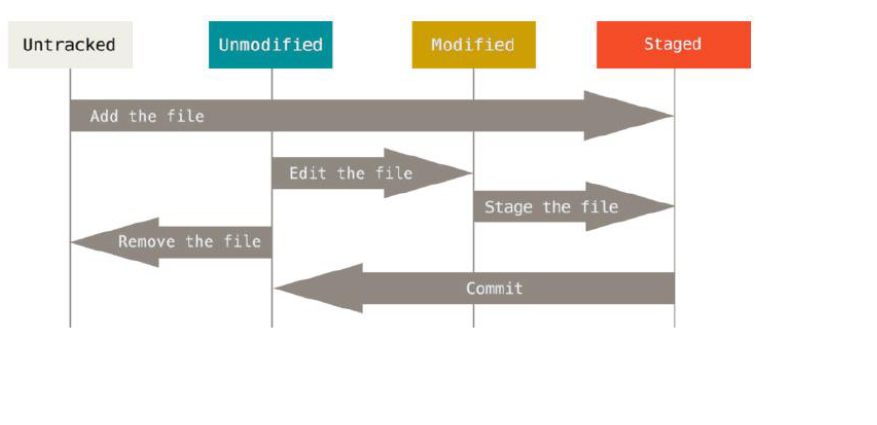 Untracked
Unmodified
Modified
Staged
Add the file
Edit the file
Stage the file
Remove the file
Commit